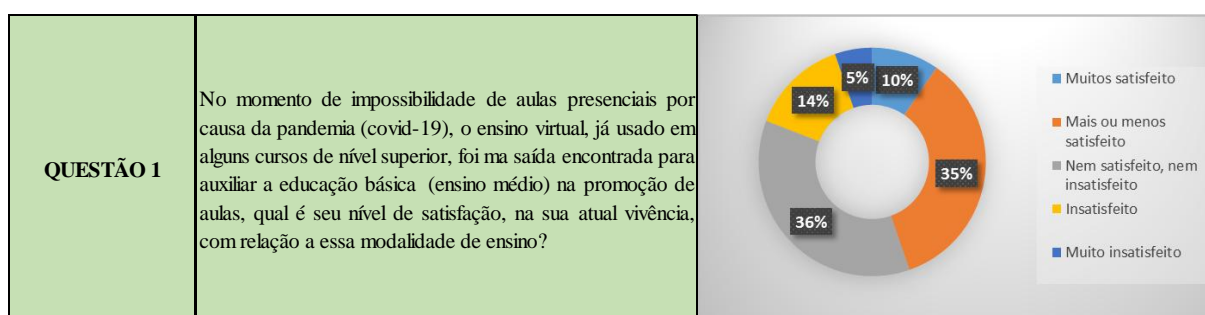 QUESTÃO 1
No momento de impossibilidade de aulas presenciais por
causa da pandemia (covid-19), o ensino virtual, já usado em
alguns cursos de nível superior, foi ma saída encontrada para
auxiliar a educação básica (ensino médio) na promoção de
aulas, qual é seu nível de satisfação, na sua atual vivência,
com relação a essa modalidade de ensino?
5%
10%
14%
35%
36%
Muitos satisfeito
Mais ou menos
satisfeito
Nem satisfeito, nem
insatisfeito
Insatisfeito
Muito insatisfeito